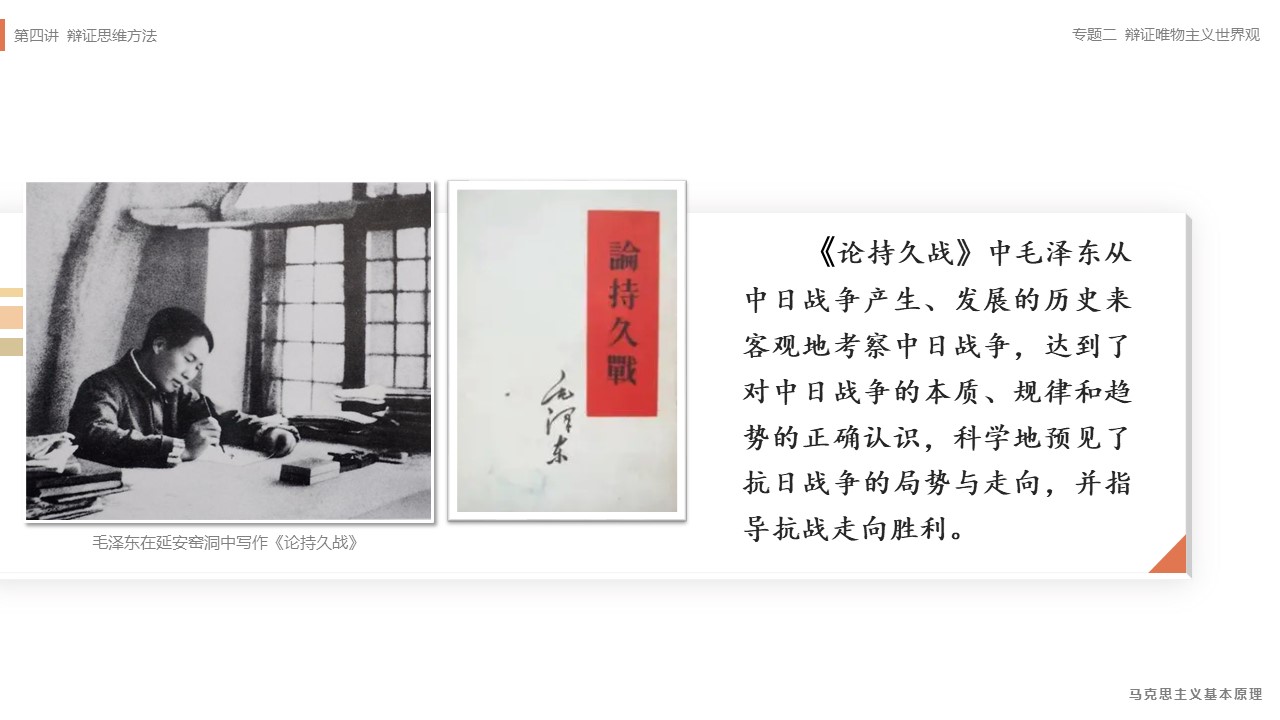 第四讲 辩证思维方法
专题二 辩证唯物主义世界观
論持久戰
毛泽东
毛泽东在延安窑洞中写作《论持久战》
《论持久战》中毛泽东从
中日战争产生、发展的历史来
客观地考察中日战争，达到了
对中日战争的本质、规律和趋
势的正确认识，科学地预见了
抗日战争的局势与走向，并指
导抗战走向胜利。
马克思主义基本原理